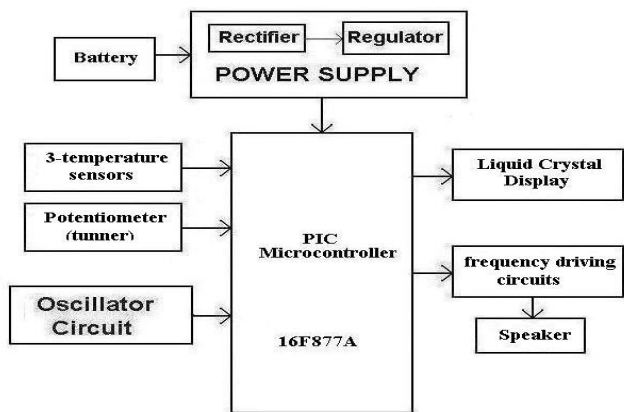 Rectifier
Regulator
Battery
POWER SUPPLY
3-temperature
sensors
Liquid Crystal
Display
Potentiometer
(tunner)
PIC
Microcontroller
frequency driving
circuits
Oscillator
Circuit
16F877A
Speaker